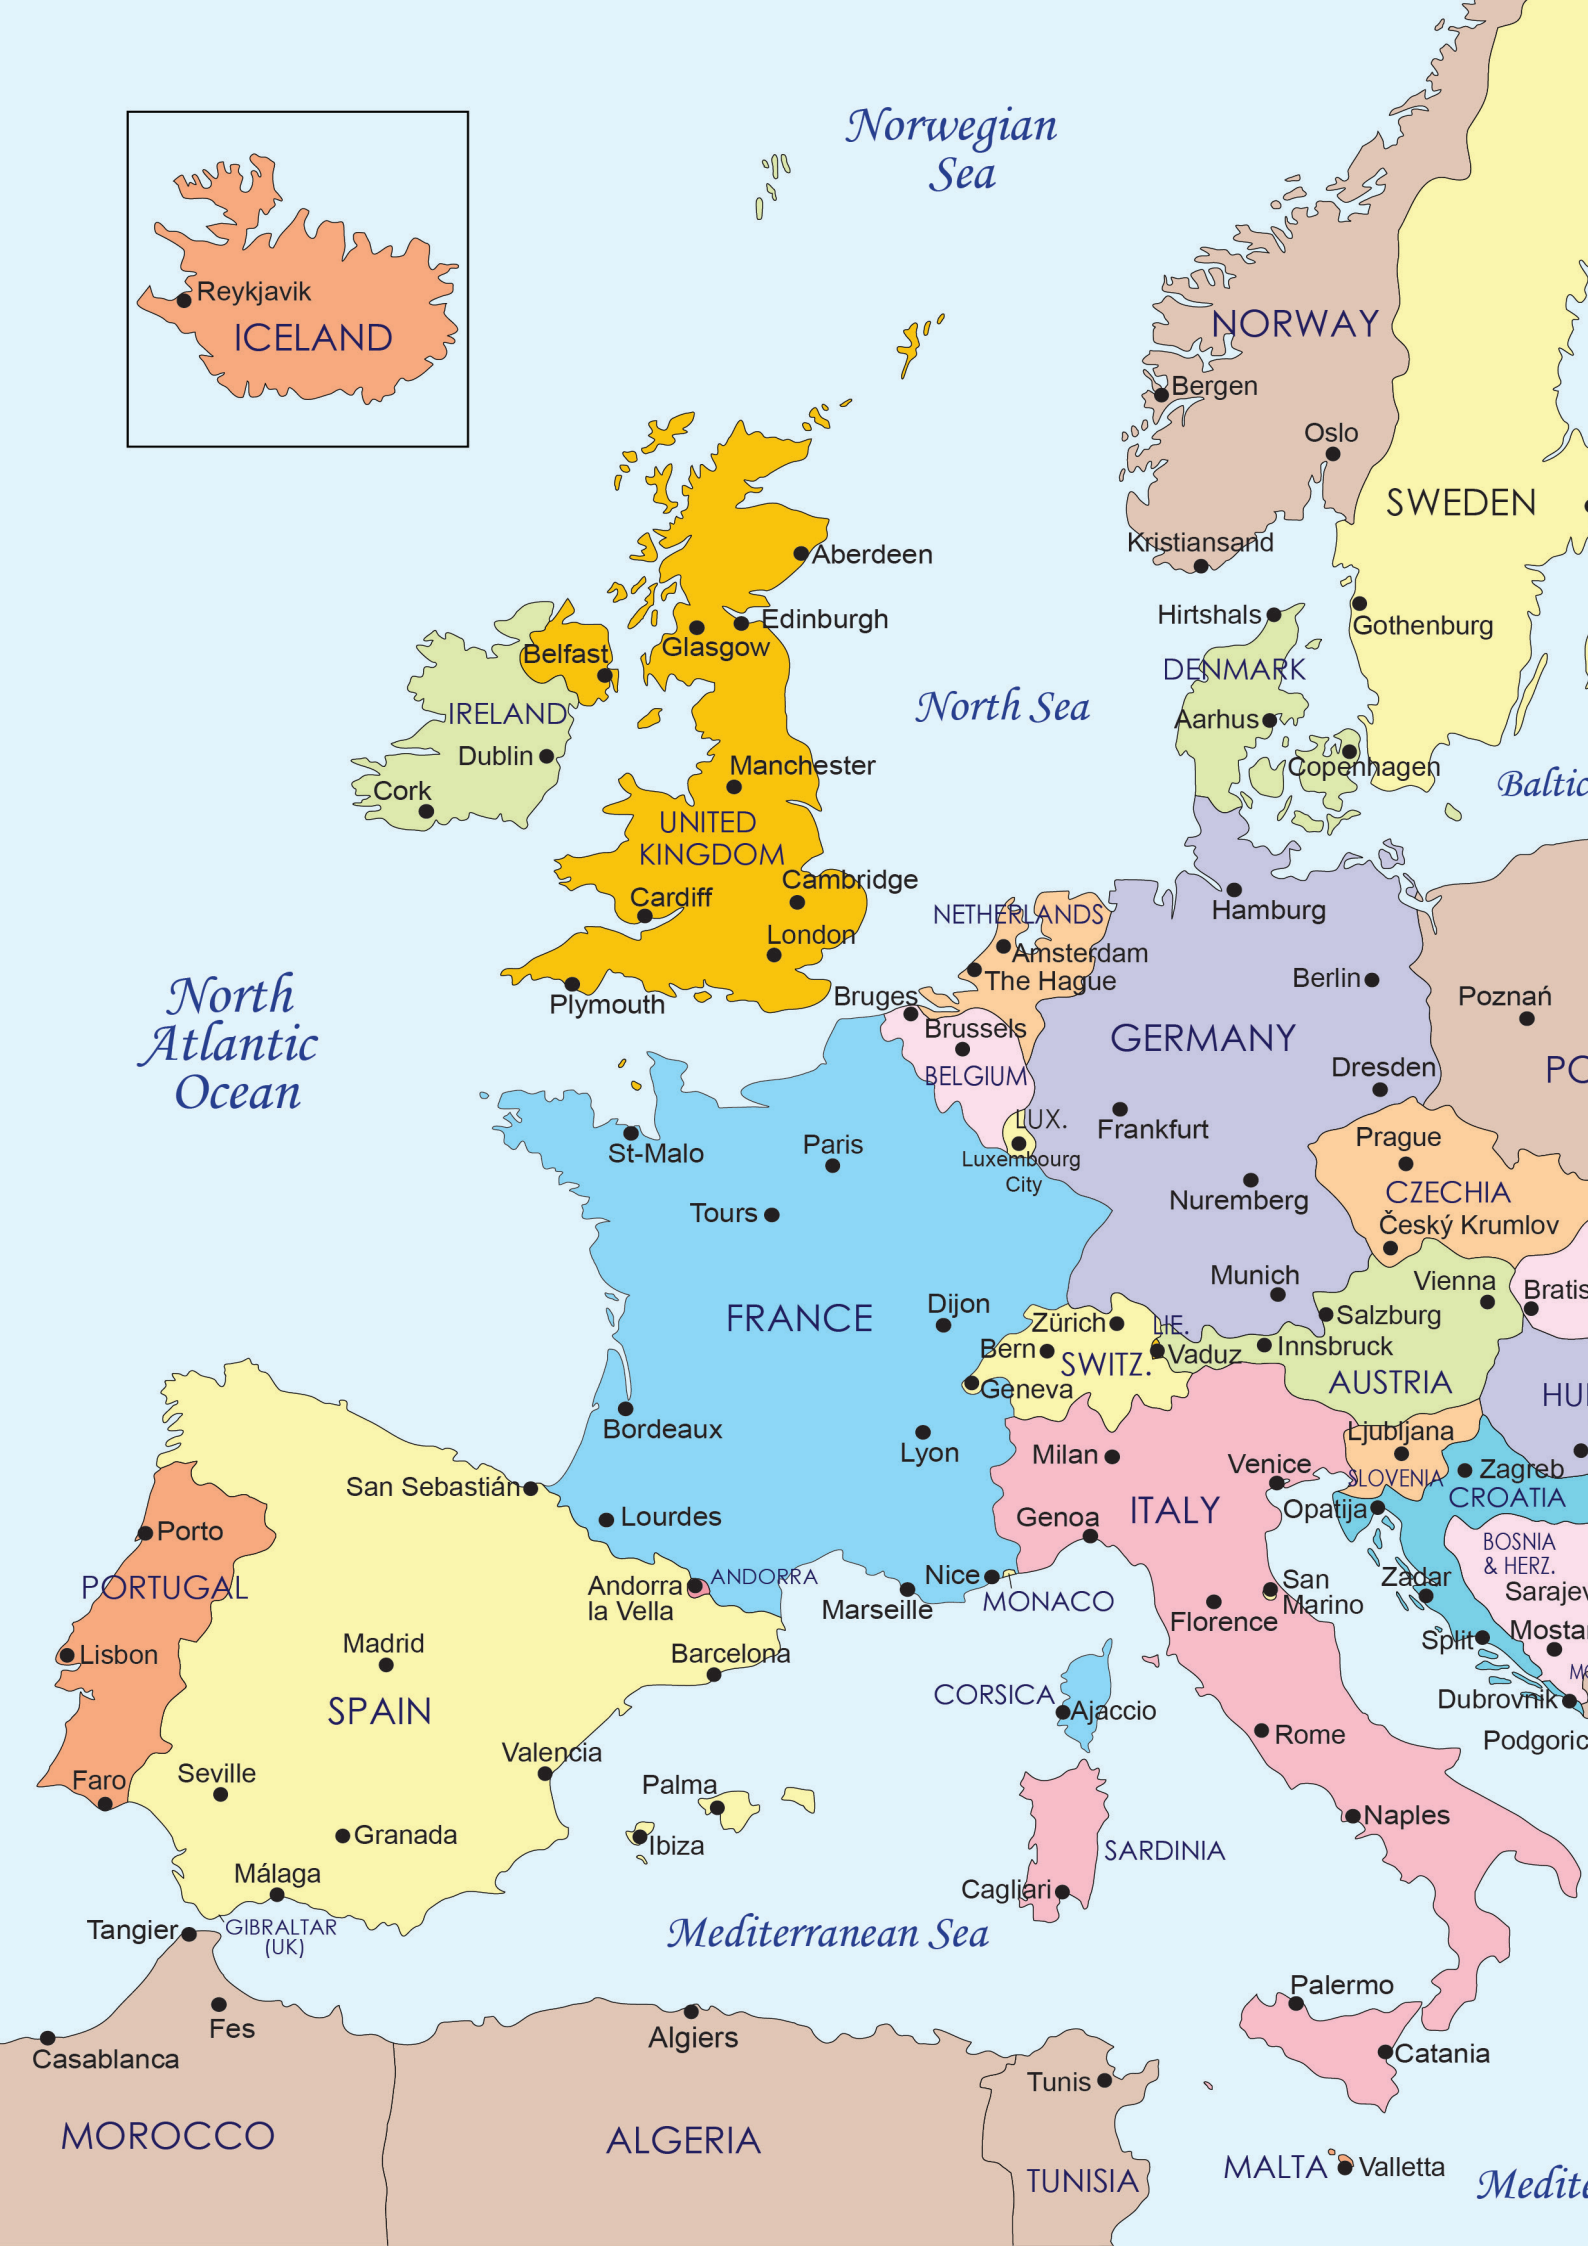 Norwegian
Sea
Reykjavik
ICELAND
NORWAY
Bergen
Oslo
SWEDEN
Kristiansand
Aberdeen
Hirtshals
Edinburgh
Gothenburg
Glasgow
Belfast
DENMARK
North Sea
IRELAND
Aarhus
Dublin
Manchester
Copenhagen
Baltic
Cork
UNITED
KINGDOM
Cambridge
Cardiff
Hamburg
NETHERLANDS
London
Amsterdam
The Hague
Berlin
North
Atlantic
Ocean
Plymouth
Bruges
Poznań
Brussels
GERMANY
BELGIUM
Dresden
PO
LUX.
Frankfurt
St-Malo
Paris
Prague
Luxembourg
City
CZECHIA
Nuremberg
Tours
Český Krumlov
Munich
Vienna
Bratis
Dijon
FRANCE
Zürich
LIE.
Salzburg
Bern
SWITZ.
Vaduz
Innsbruck
Geneva
AUSTRIA
HU
Bordeaux
Ljubljana
Lyon
Milan
Venice
Zagreb
SLOVENIA
San Sebastián
CROATIA
Opatija
ITALY
Lourdes
Genoa
Porto
BOSNIA
& HERZ.
Nice
ANDORRA
Zadar
Andorra
la Vella
PORTUGAL
San
Marino
Sarajev
MONACO
Marseille
Florence
Mosta
Split
Madrid
Barcelona
Lisbon
M
CORSICA
Ajaccio
Dubrovnik
SPAIN
Rome
Podgoric
Valencia
Seville
Faro
Palma
Naples
Granada
Ibiza
SARDINIA
Málaga
Cagliari
GIBRALTAR
(UK)
Tangier
Mediterranean Sea
Palermo
Fes
Algiers
Casablanca
Catania
Tunis
MOROCCO
ALGERIA
MALTA
Valletta
TUNISIA
Medite